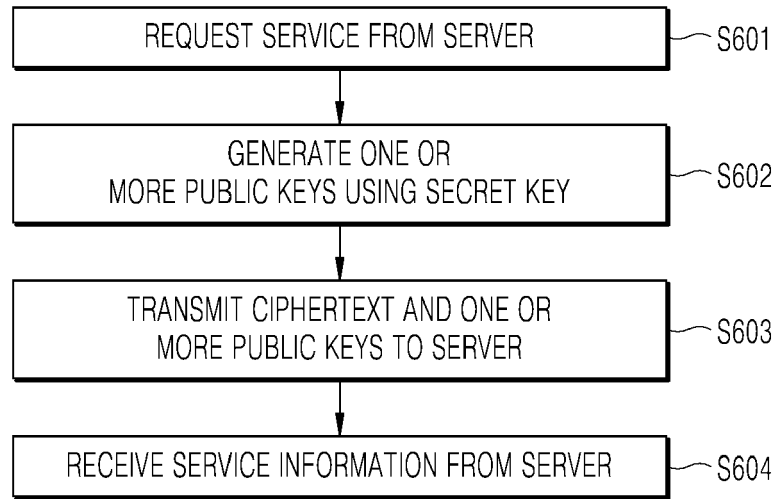 REQUEST SERVICE FROM SERVER
S601
GENERATE ONE OR
MORE PUBLIC KEYS USING SECRET KEY
S602
TRANSMIT CIPHERTEXT AND ONE OR
MORE PUBLIC KEYS TO SERVER
S603
RECEIVE SERVICE INFORMATION FROM SERVER
S604